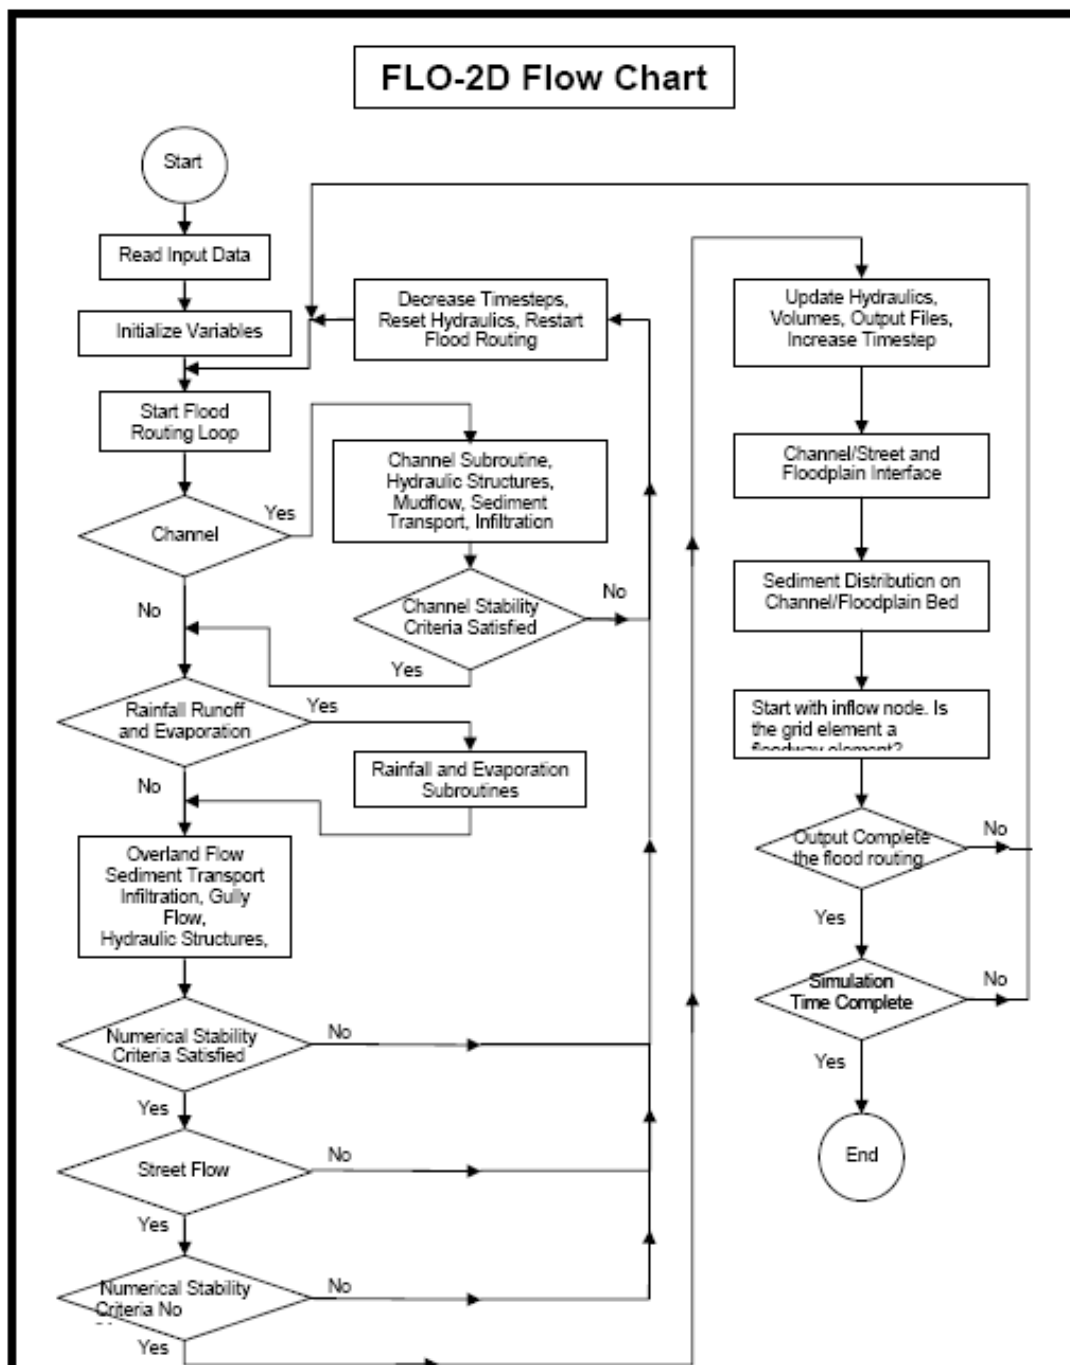 FLO-2D Flow Chart
Start
Read Input Data
Initialize Variables
Decrease Timesteps,
Reset Hydraulics, Restart
Flood Routing
Start Flood
Routing Loop
Channel Subroutine,
Hydraulic Structures,
Mudflow, Sediment
Transport, Infiltration
Yes
Channel
No
Channel Stability
Criteria Satisfied
No
Yes
Rainfall Runoff
and Evaporation
Yes
No
Rainfall and Evaporation
Subroutines
Overland Flow
Sediment Transport
Infiltration, Gully
Flow,
Hydraulic Structures,
Numerical Stability
Criteria Satisfied
No
Yes
Street Flow
No
Yes
Numerical Stability
Criteria No
No
Yes
Update Hydraulics,
Volumes, Output Files,
Increase Timestep
Channel/Street and
Floodplain Interface
Sediment Distribution on
Channel/Floodplain Bed
Start with inflow node. Is
the grid element a
floodway element?
Output Complete
the flood routing
No
Yes
Simulation
Time Complete
No
Yes
End